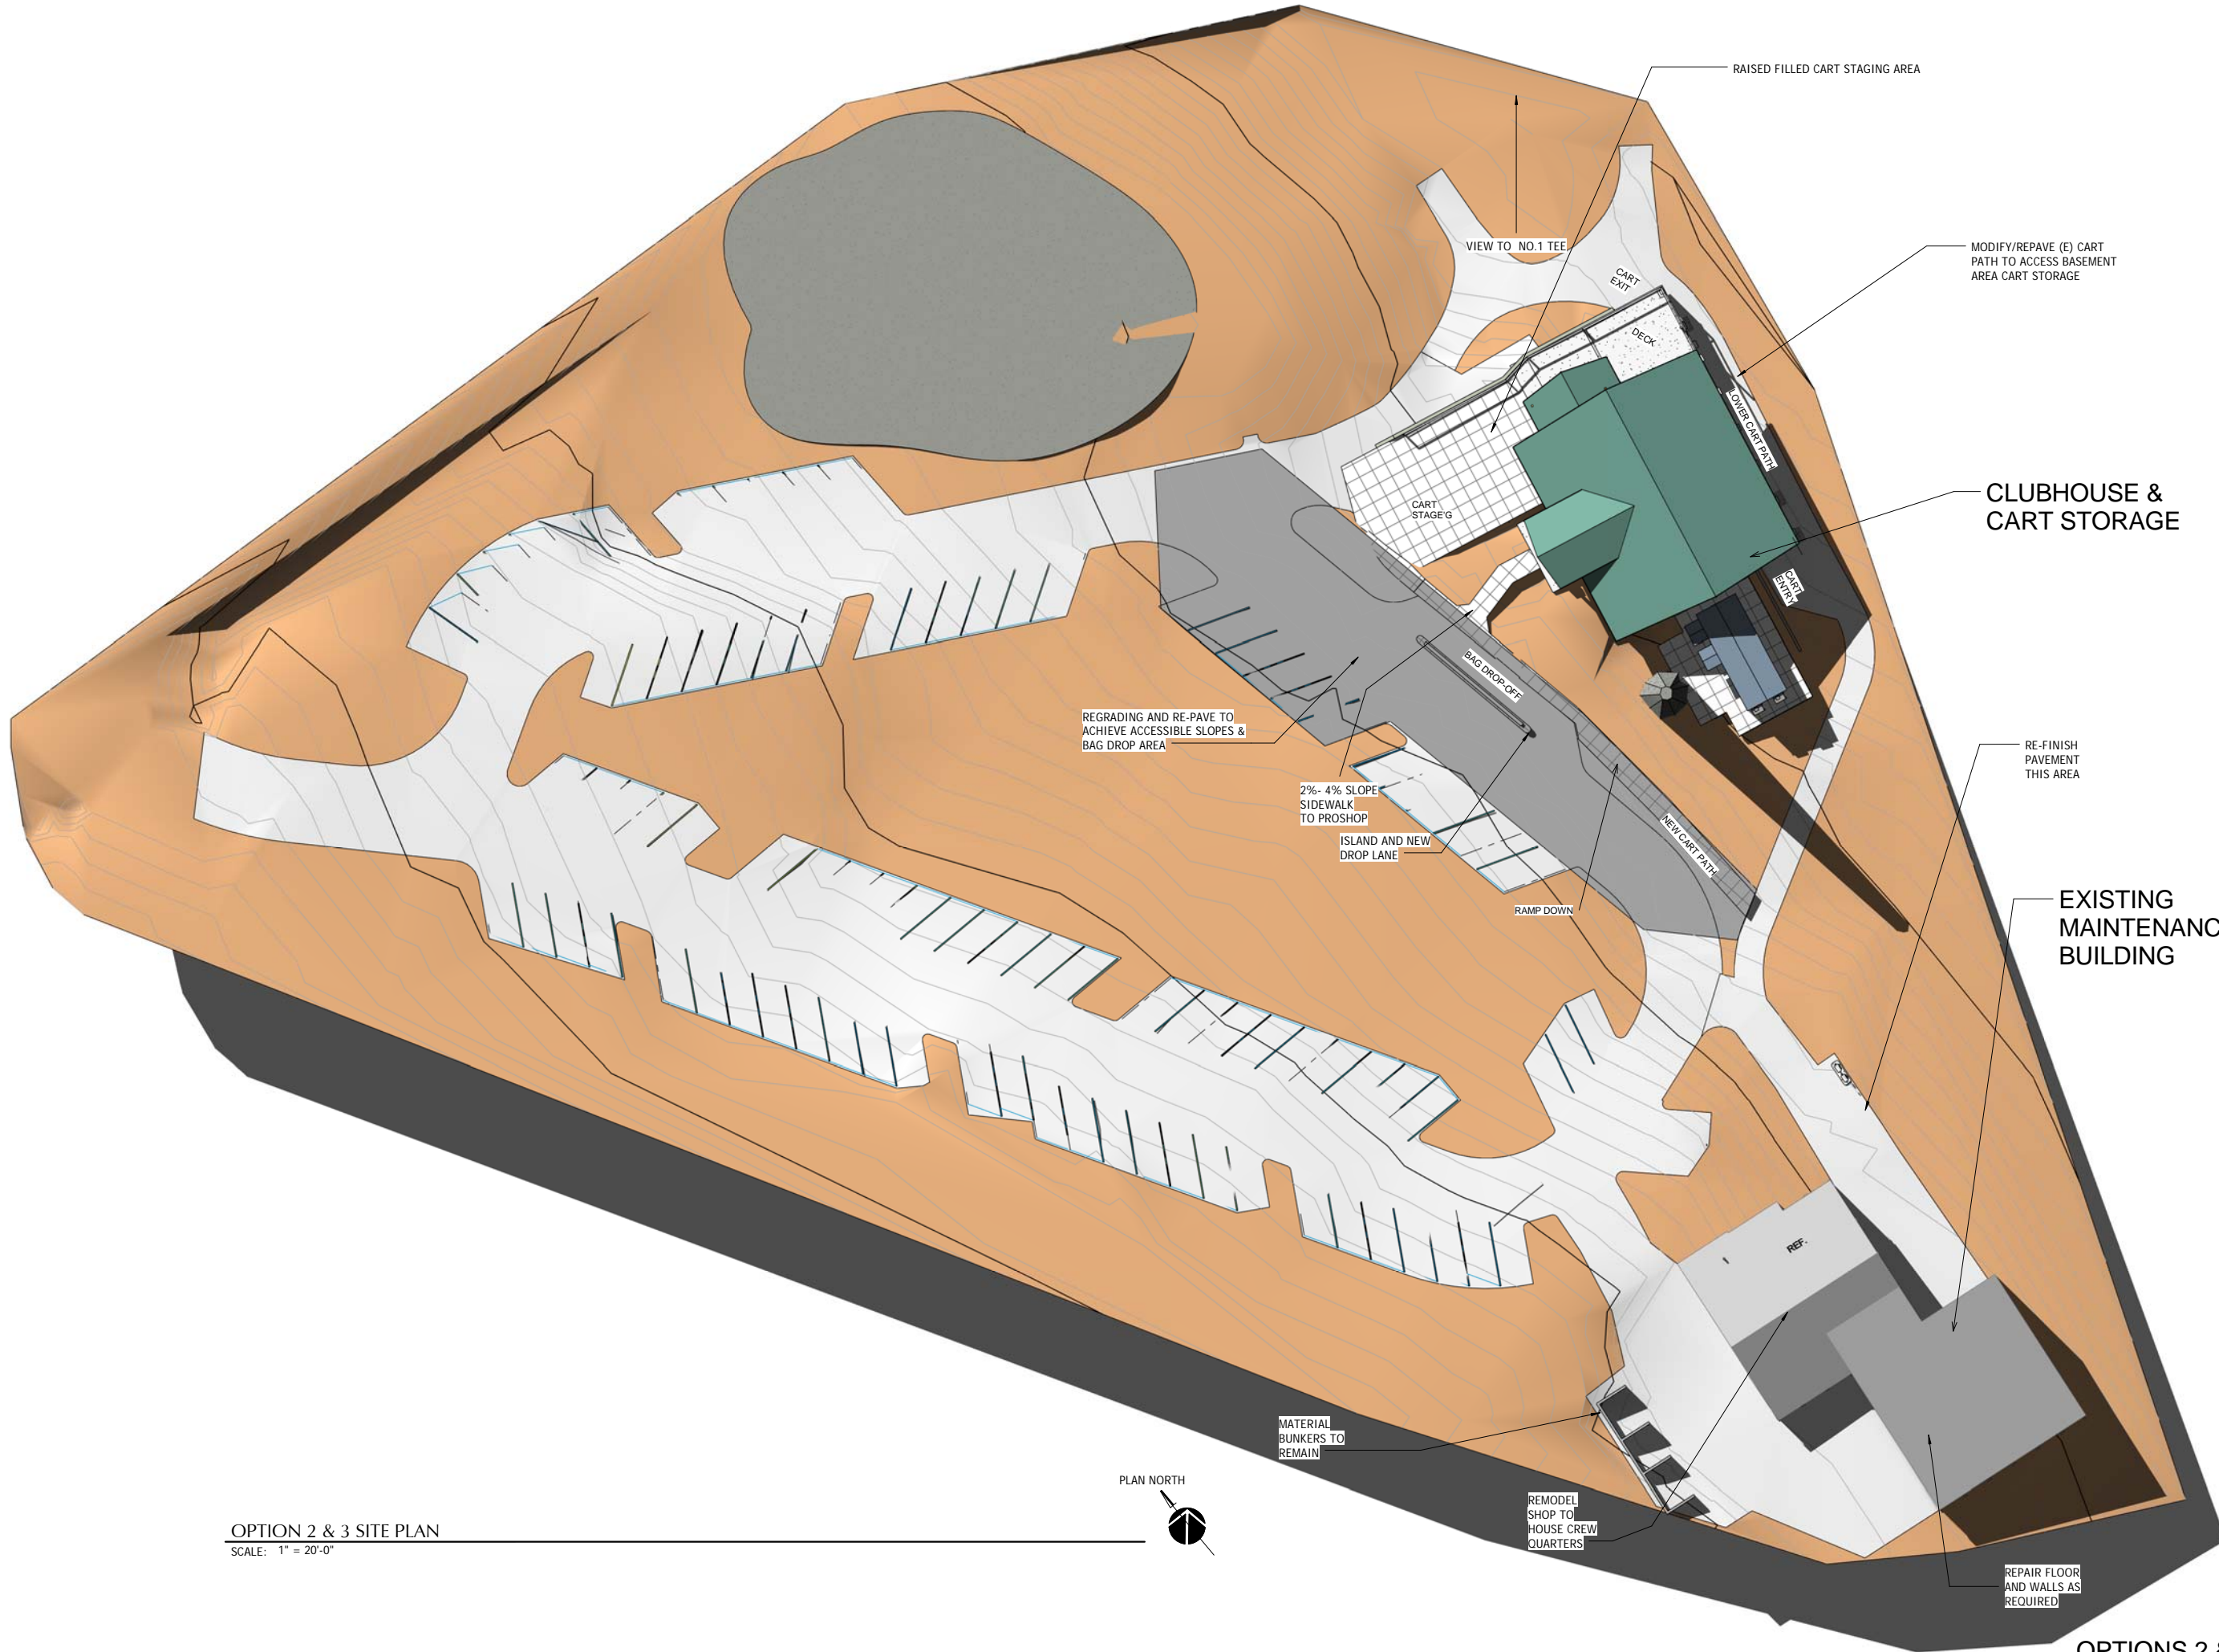 RAISED FILLED CART STAGING AREA
VIEW TO NO.1 TEE
MODIFY/REPAVE (E) CART
PATH TO ACCESS BASEMENT
AREA CART STORAGE
CART
EXIT
DECK
LOWER CART PATH
CLUBHOUSE &
CART STORAGE
CART
STAGE'G
CART
ENTRY
BAG DROP-OFF
REGRADING AND RE-PAVE TO
ACHIEVE ACCESSIBLE SLOPES &
BAG DROP AREA
2%- 4% SLOPE
SIDEWALK
TO PROSHOP
ISLAND AND NEW
DROP LANE
NEW CART PATH
RAMP DOWN
RE-FINISH
PAVEMENT
THIS AREA
EXISTING
MAINTENANC
BUILDING
REF.
MATERIAL
BUNKERS TO
REMAIN
REMODEL
SHOP TO
HOUSE CREW
QUARTERS
REPAIR FLOOR
AND WALLS AS
REQUIRED
PLAN NORTH
OPTION 2 & 3 SITE PLAN
SCALE: 1" = 20'-0"
OPTIONS 2 &